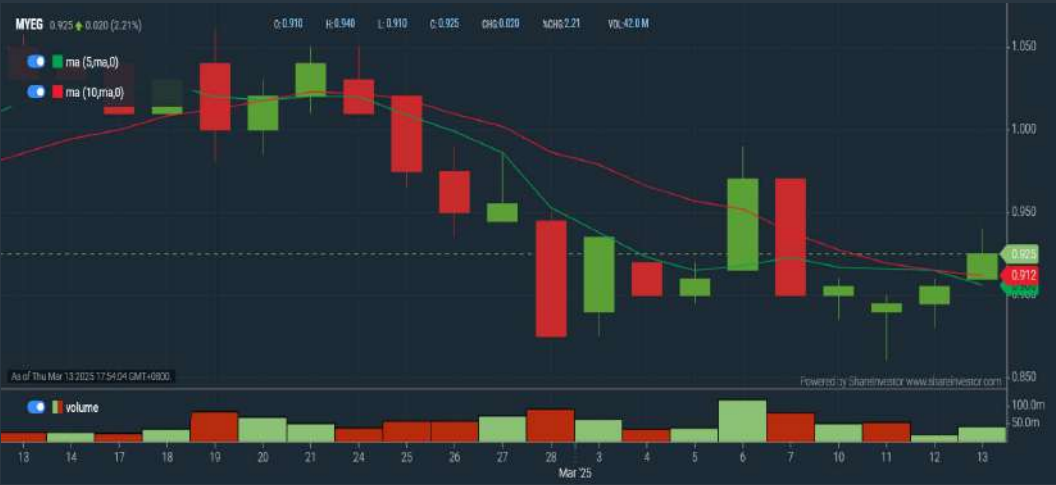 MYEG 0.925 0.020 (2.21%) O: 0.910 H: 0.940 L: 0.910 C: 0.925 CHG:0.020 %CHG:2.21 VOL:42.0 M
ma (5,ma,0)
ma (10,ma,0)
1.050
1.000
0.950
0.925
0.912
0.900
0.850
As of Thu Mar 13 2025 17:54:04 GMT+0800
Powered by ShareInvestor www.shareinvestor.com
volume
100.0m
50.0m
13 14 17 18 19 20 21 24 25 26 27 28 3 4 5 6 7 10 11 12 13
Mar '25